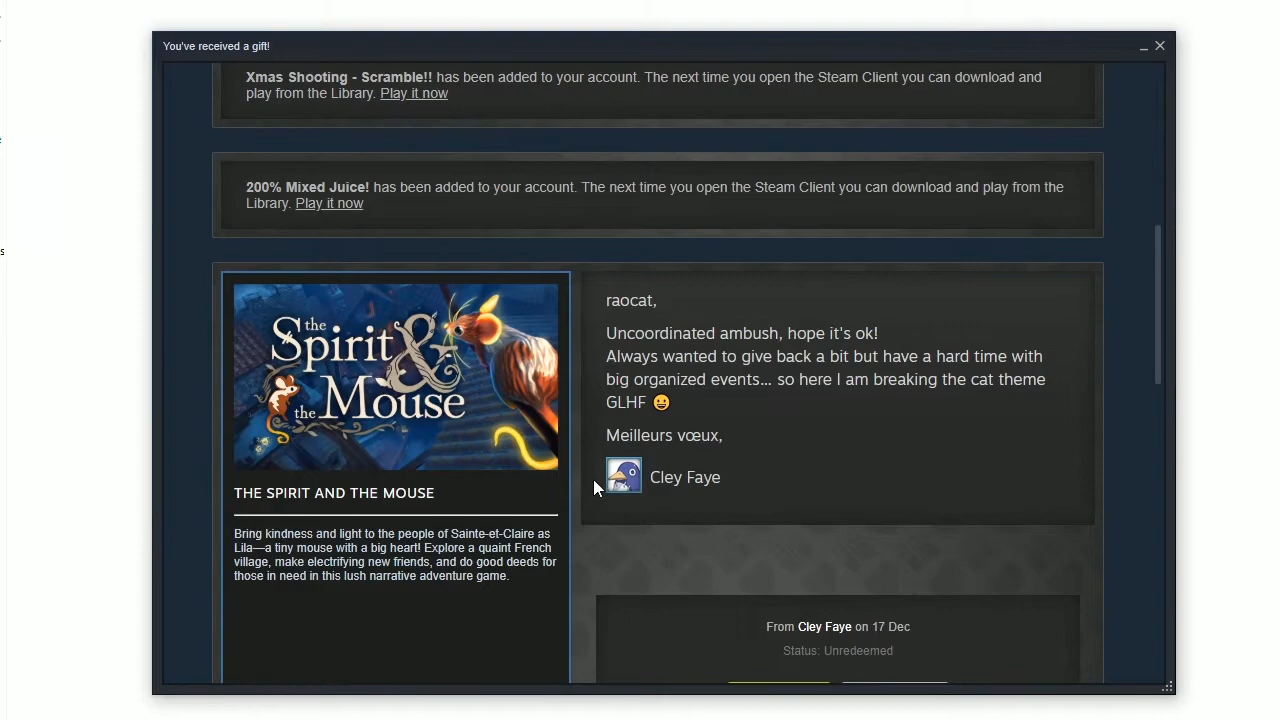 You've received a gift!
Xmas Shooting - Scramble!! has been added to your account. The next time you open the Steam Client you can download and
play from the Library. Play it now
200% Mixed Juice! has been added to your account. The next time you open the Steam Client you can download and play from the
Library. Play it now
the
Spirit &
the Mouse
THE SPIRIT AND THE MOUSE
Bring kindness and light to the people of Sainte-et-Claire as
Lila—a tiny mouse with a big heart! Explore a quaint French
village, make electrifying new friends, and do good deeds for
those in need in this lush narrative adventure game.
raocat,
Uncoordinated ambush, hope it's ok!
Always wanted to give back a bit but have a hard time with
big organized events... so here I am breaking the cat theme
GLHF 😀
Meilleurs vœux,
Cley Faye
From Cley Faye on 17 Dec
Status: Unredeemed
s